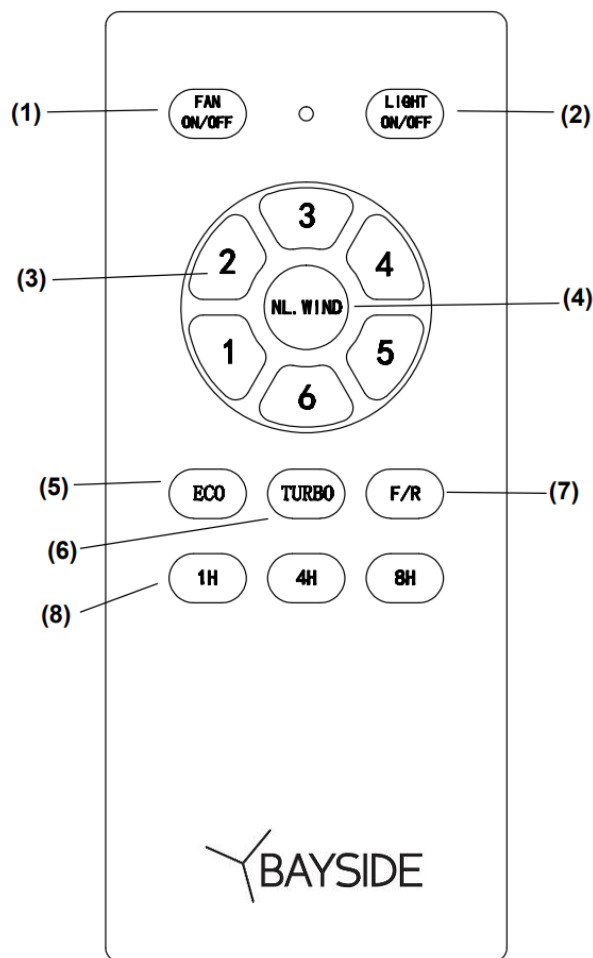 FAN
ON/OFF
LIGHT
ON/OFF
(1)
(2)
3
2
4
(3)
NL. WIND
(4)
1
5
6
(5)
ECO
TURBO
F/R
(7)
(6)
1H
4H
8H
(8)
BAYSIDE